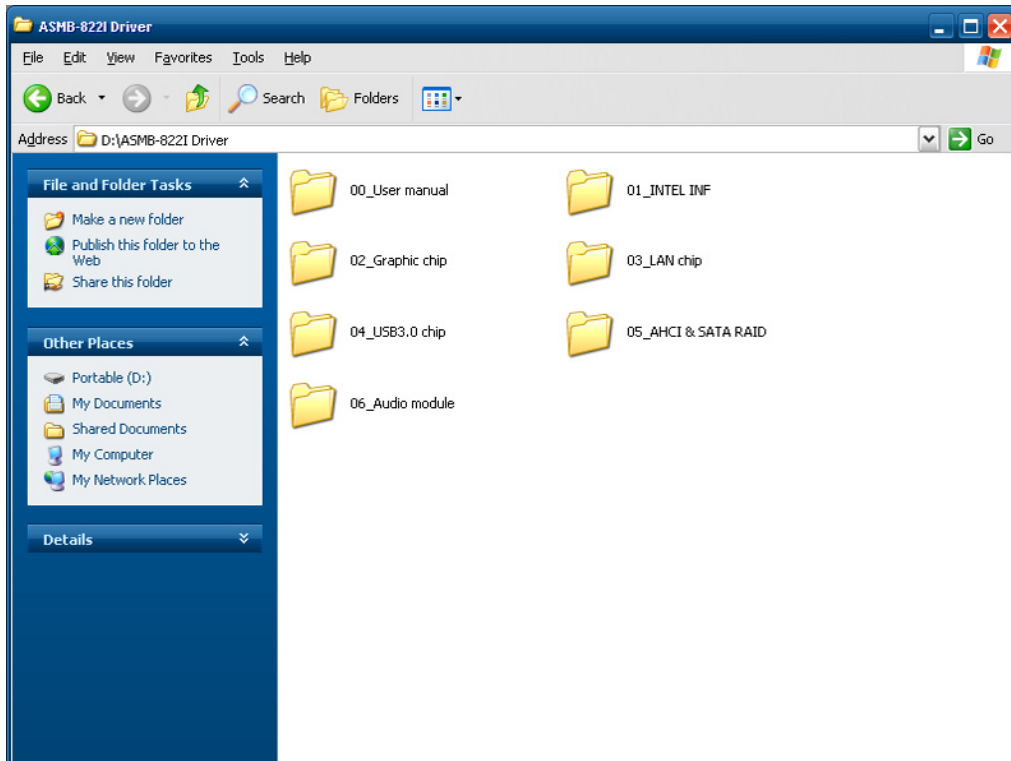 ASMB-822I Driver
File Edit View Favorites Tools Help
Back Search Folders
Address D:\ASMB-822I Driver Go
File and Folder Tasks
Make a new folder
Publish this folder to the
Web
Share this folder
Other Places
Portable (D:)
My Documents
Shared Documents
My Computer
My Network Places
Details
00_User manual
01_INTEL INF
02_Graphic chip
03_LAN chip
04_USB3.0 chip
05_AHCI & SATA RAID
06_Audio module